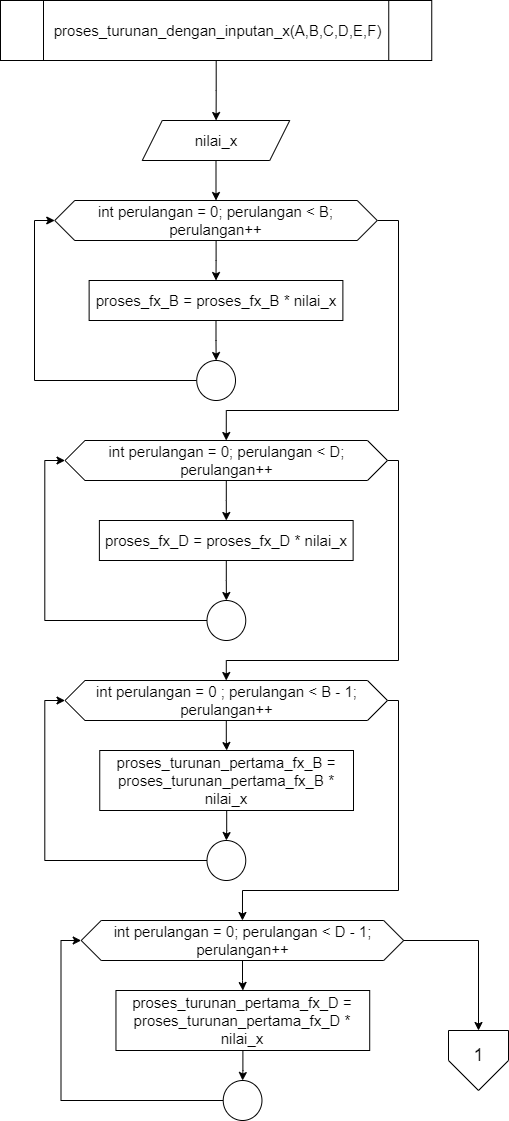 proses_turunan_dengan_inputan_x(A,B,C,D,E,F)
nilai_x
int perulangan = 0; perulangan < B;
perulangan++
proses_fx_B = proses_fx_B * nilai_x
int perulangan = 0; perulangan < D;
perulangan++
proses_fx_D = proses_fx_D * nilai_x
int perulangan = 0 ; perulangan < B - 1;
perulangan++
proses_turunan_pertama_fx_B =
proses_turunan_pertama_fx_B *
nilai_x
int perulangan = 0; perulangan < D - 1;
perulangan++
proses_turunan_pertama_fx_D =
proses_turunan_pertama_fx_D *
nilai_x
1